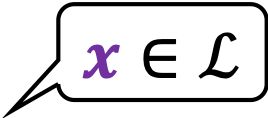 𝒙 ∈ ℒ